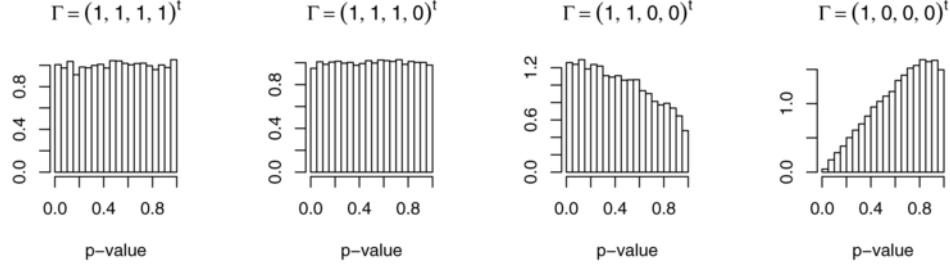 Γ = (1, 1, 1, 1)ᵗ
Γ = (1, 1, 1, 0)ᵗ
Γ = (1, 1, 0, 0)ᵗ
Γ = (1, 0, 0, 0)ᵗ
0.0 0.4 0.8
0.0 0.4 0.8
0.0 0.6 1.2
0.0 1.0
0.0 0.4 0.8
0.0 0.4 0.8
0.0 0.4 0.8
0.0 0.4 0.8
p−value
p−value
p−value
p−value